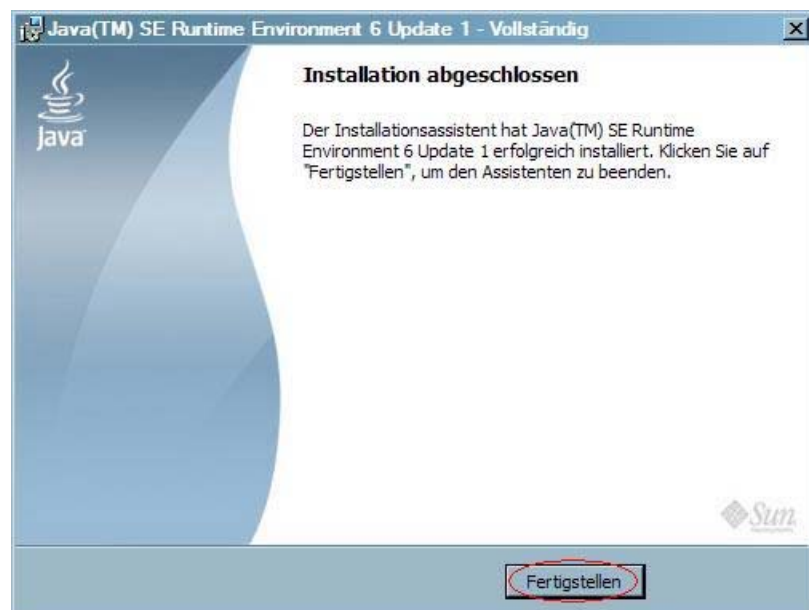 Java(TM) SE Runtime Environment 6 Update 1 - Vollständig
Java
Installation abgeschlossen
Der Installationsassistent hat Java(TM) SE Runtime
Environment 6 Update 1 erfolgreich installiert. Klicken Sie auf
"Fertigstellen", um den Assistenten zu beenden.
Sun
Fertigstellen